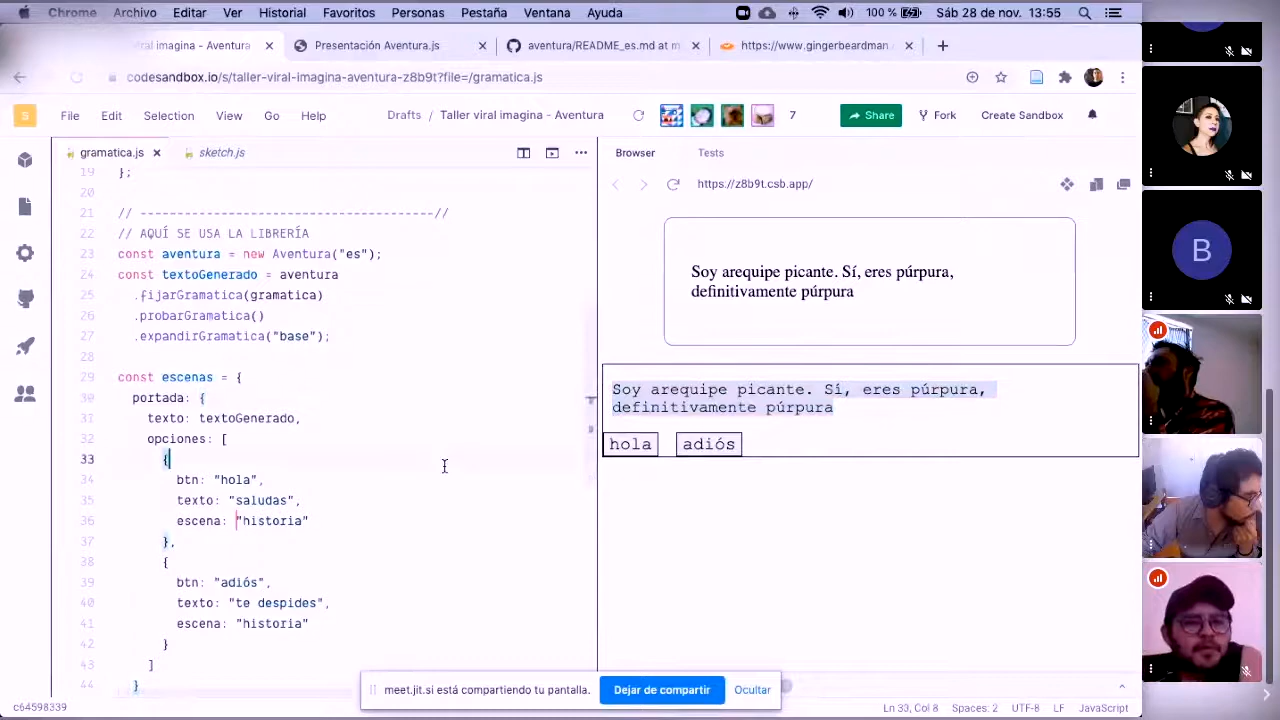 Chrome Archivo Editar Ver Historial Favoritos Personas Pestaña Ventana Ayuda 100 % Sáb 28 de nov. 13:55
viral imagina - Aventura Presentación Aventura.js aventura/README_es.md at m https://www.gingerbeardman.
codesandbox.io/s/taller-viral-imagina-aventura-z8b9t?file=/gramatica.js
S File Edit Selection View Go Help Drafts / Taller viral imagina - Aventura 7 Share Fork Create Sandbox
gramatica.js sketch.js
Browser Tests
https://z8b9t.csb.app/
19 };
20
21 // ----------------------------------------//
22 // AQUÍ SE USA LA LIBRERÍA
23 const aventura = new Aventura("es");
24 const textoGenerado = aventura
25 .fijarGramatica(gramatica)
26 .probarGramatica()
27 .expandirGramatica("base");
28
29 const escenas = {
30 portada: {
31 texto: textoGenerado,
32 opciones: [
33 {
34 btn: "hola",
35 texto: "saludas",
36 escena: "historia"
37 },
38 {
39 btn: "adiós",
40 texto: "te despides",
41 escena: "historia"
42 }
43 ]
44 }
Soy arequipe picante. Sí, eres púrpura,
definitivamente púrpura
Soy arequipe picante. Sí, eres púrpura,
definitivamente púrpura
hola adiós
B
meet.jit.si está compartiendo tu pantalla. Dejar de compartir Ocultar
c64598339 Ln 33, Col 8 Spaces: 2 UTF-8 LF JavaScript